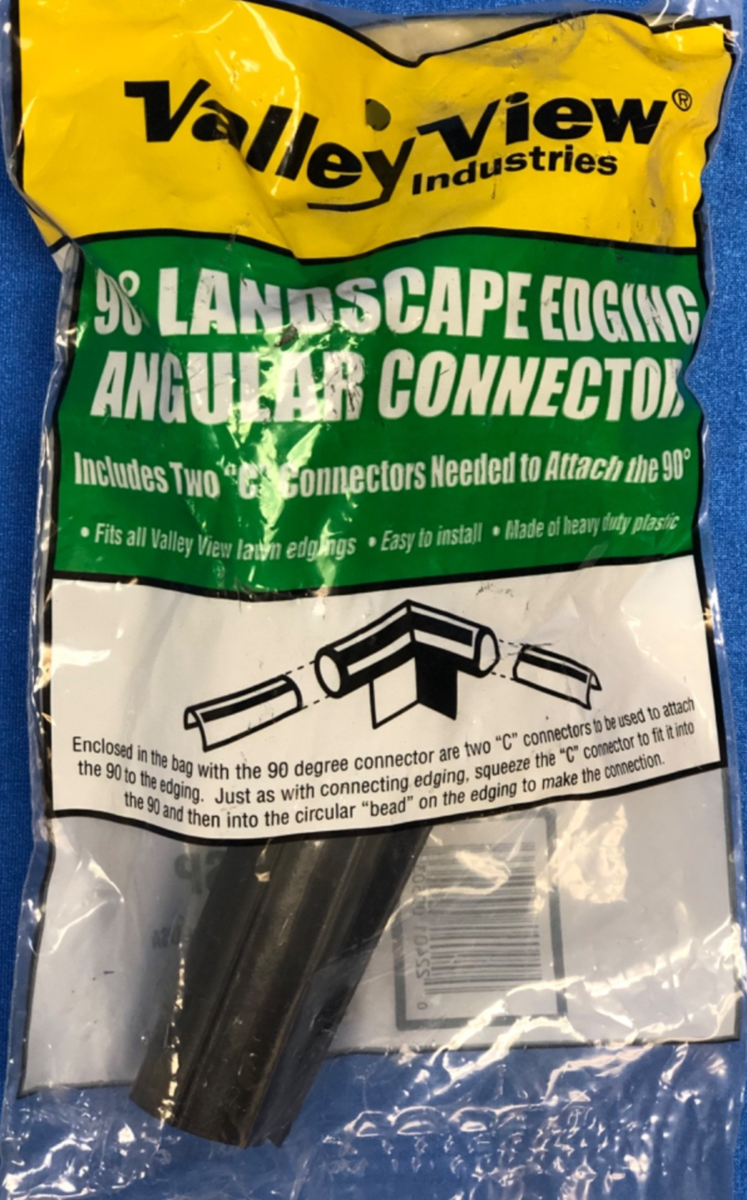 Valley View®
Industries
90° LANDSCAPE EDGING
ANGULAR CONNECTOR
Includes Two "C" Connectors Needed to Attach the 90°
• Fits all Valley View lawn edgings • Easy to install • Made of heavy duty plastic
Enclosed in the bag with the 90 degree connector are two "C" connectors to be used to attach
the 90 to the edging. Just as with connecting edging, squeeze the "C" connector to fit it into
the 90 and then into the circular "bead" on the edging to make the connection.